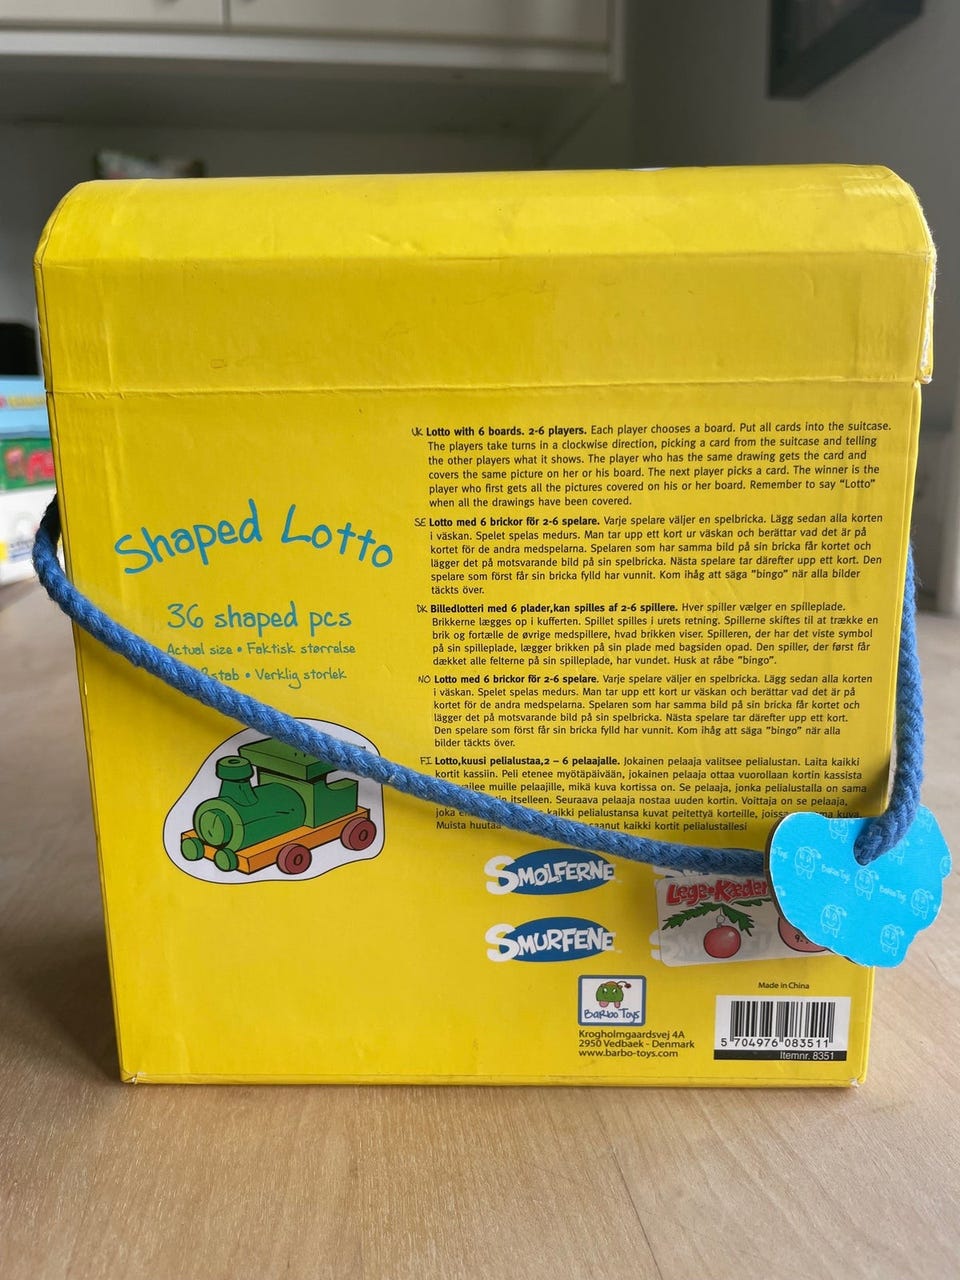 Shaped Lotto
36 shaped pcs
Actual size • Faktisk størrelse
stab • Verklig storlek
UK Lotto with 6 boards. 2-6 players. Each player chooses a board. Put all cards into the suitcase.
The players take turns in a clockwise direction, picking a card from the suitcase and telling
the other players what it shows. The player who has the same drawing gets the card and
covers the same picture on her or his board. The next player picks a card. The winner is the
player who first gets all the pictures covered on his or her board. Remember to say “Lotto”
when all the drawings have been covered.
SE Lotto med 6 brickor för 2-6 spelare. Varje spelare väljer en spelbricka. Lägg sedan alla korten
i väskan. Spelet spelas medurs. Man tar upp ett kort ur väskan och berättar vad det är på
kortet för de andra medspelarna. Spelaren som har samma bild på sin bricka får kortet och
lägger det på motsvarande bild på sin spelbricka. Nästa spelare tar därefter upp ett kort. Den
spelare som först får sin bricka fylld har vunnit. Kom ihåg att säga ”bingo” när alla bilder
täckts över.
DK Billedlotteri med 6 plader,kan spilles af 2-6 spillere. Hver spiller vælger en spilleplade.
Brikkerne lægges op i kufferten. Spillet spilles i urets retning. Spillerne skiftes til at trække en
brik og fortælle de øvrige medspillere, hvad brikken viser. Spilleren, der har det viste symbol
på sin spilleplade, lægger brikken på sin plade med bagsiden opad. Den spiller, der først får
dækket alle felterne på sin spilleplade, har vundet. Husk at råbe ”bingo”.
NO Lotto med 6 brickor för 2-6 spelare. Varje spelare väljer en spelbricka. Lägg sedan alla korten
i väskan. Spelet spelas medurs. Man tar upp ett kort ur väskan och berättar vad det är på
kortet för de andra medspelarna. Spelaren som har samma bild på sin bricka får kortet och
lägger det på motsvarande bild på sin spelbricka. Nästa spelare tar därefter upp ett kort.
Den spelare som först får sin bricka fylld har vunnit. Kom ihåg att säga ”bingo” när alla
bilder täckts över.
FI Lotto,kuusi pelialustaa,2 – 6 pelaajalle. Jokainen pelaaja valitsee pelialustan. Laita kaikki
kortit kassiin. Peli etenee myötäpäivään, jokainen pelaaja ottaa vuorollaan kortin kassista
muille pelaajille, mikä kuva kortissa on. Se pelaaja, jonka pelialustalla on sama
itselleen. Seuraava pelaaja nostaa uuden kortin. Voittaja on se pelaaja,
joka kaikki pelialustansa kuvat peitettyä korteille, kuva.
Muista huutaa saanut kaikki kortit pelialustallesi
SMØLFERNE
SMURFENE
Lege-Kæder
BarBo Toys
Krogholmgaardsvej 4A
2950 Vedbaek - Denmark
www.barbo-toys.com
Made in China
5 704976 083511
Itemnr. 8351
BarBo Toys